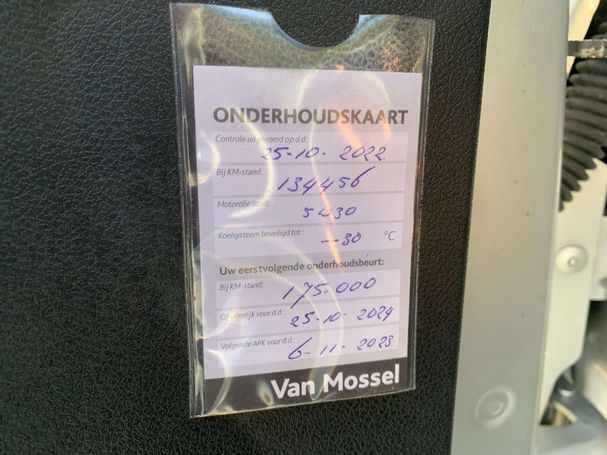 ONDERHOUDSKAART
Controle uitgevoerd op d.d.:
25-10-2022
Bij KM-stand:
134456
Motorolie soort:
5w30
Koelsysteem beveiligd tot:
-30 °C
Uw eerstvolgende onderhoudsbeurt:
Bij KM-stand:
175.000
Of uiterlijk voor d.d.:
25-10-2024
Volgende APK voor d.d.:
6-11-2023
Van Mossel